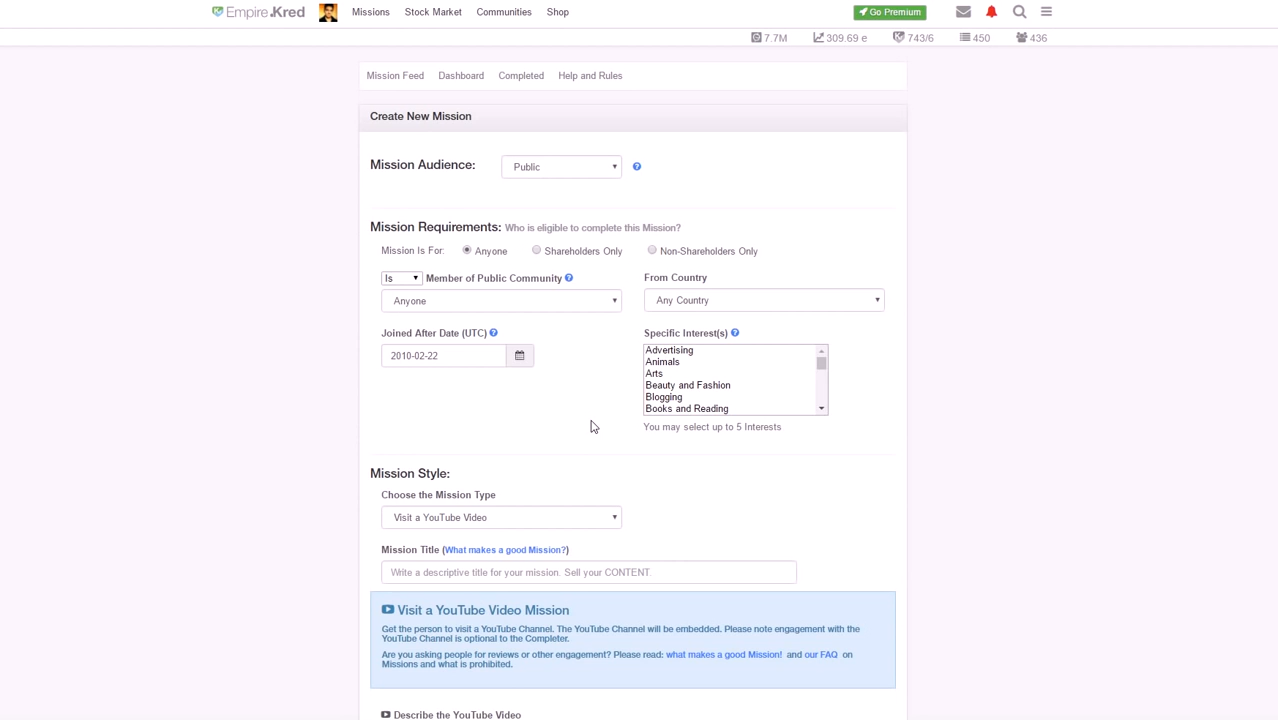 Empire.Kred Missions Stock Market Communities Shop Go Premium
7.7M 309.69 e 743/6 450 436
Mission Feed Dashboard Completed Help and Rules
Create New Mission
Mission Audience: Public
Mission Requirements: Who is eligible to complete this Mission?
Mission Is For: Anyone Shareholders Only Non-Shareholders Only
Is Member of Public Community From Country
Anyone Any Country
Joined After Date (UTC) Specific Interest(s)
2010-02-22 Advertising
Animals
Arts
Beauty and Fashion
Blogging
Books and Reading
You may select up to 5 Interests
Mission Style:
Choose the Mission Type
Visit a YouTube Video
Mission Title (What makes a good Mission?)
Write a descriptive title for your mission. Sell your CONTENT.
Visit a YouTube Video Mission
Get the person to visit a YouTube Channel. The YouTube Channel will be embedded. Please note engagement with the
YouTube Channel is optional to the Completer.
Are you asking people for reviews or other engagement? Please read: what makes a good Mission! and our FAQ on
Missions and what is prohibited.
Describe the YouTube Video